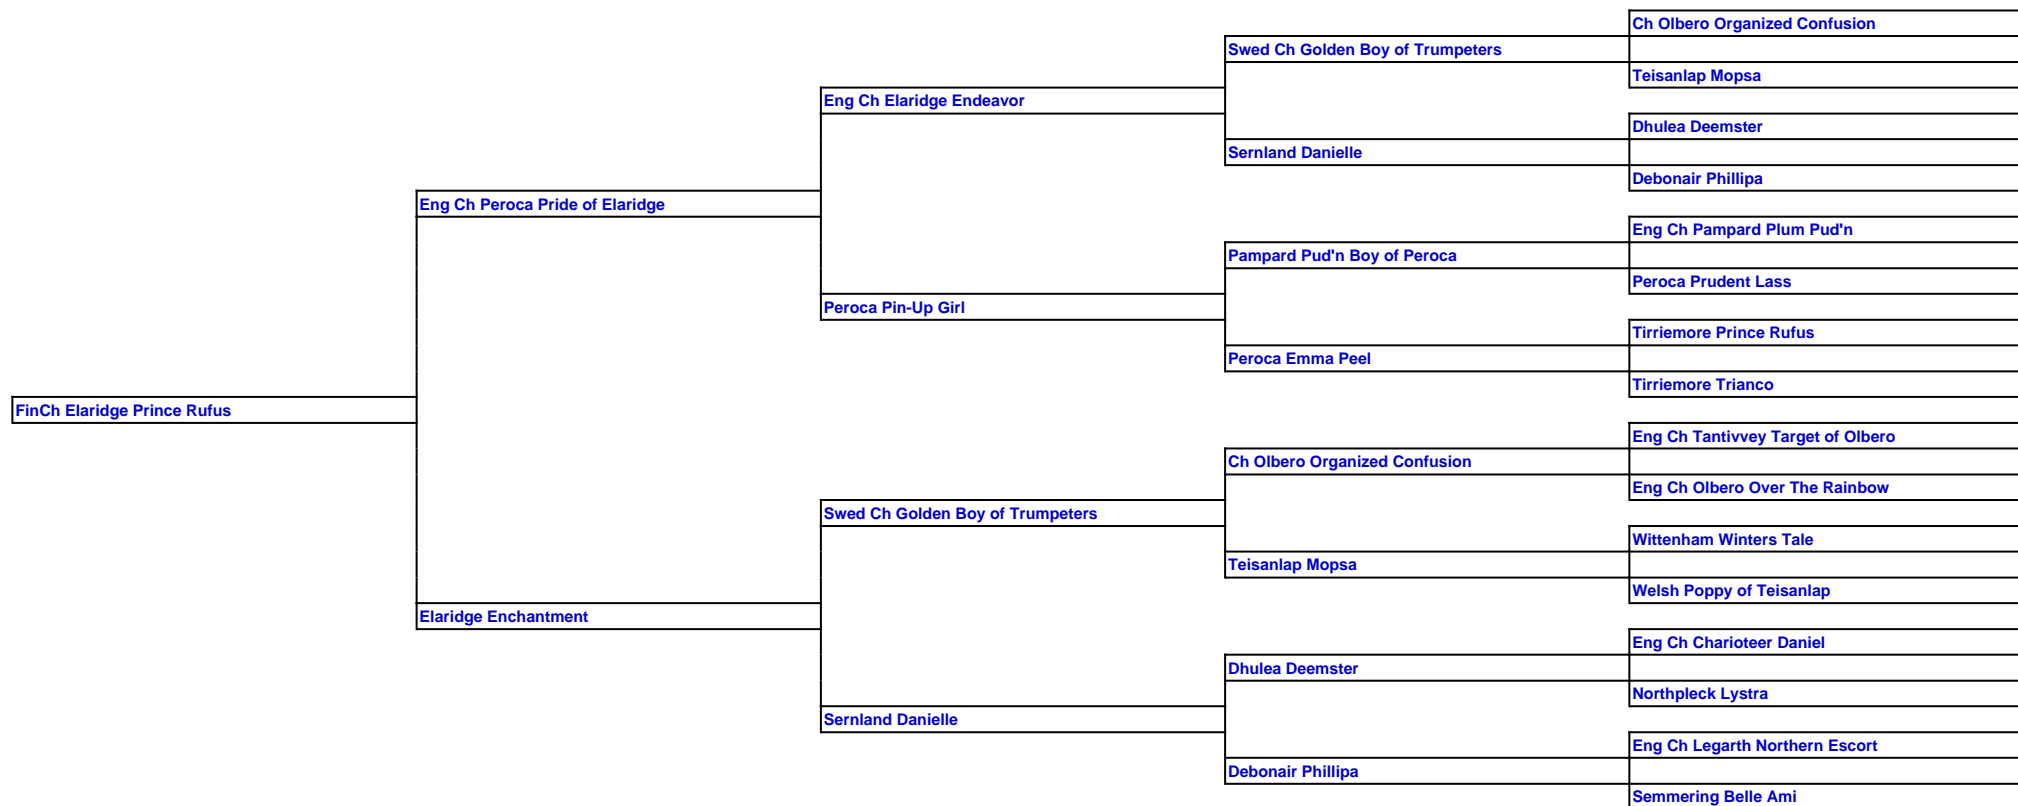 Ch Olbero Organized Confusion
Swed Ch Golden Boy of Trumpeters
Teisanlap Mopsa
Eng Ch Elaridge Endeavor
Dhulea Deemster
Sernland Danielle
Debonair Phillipa
Eng Ch Peroca Pride of Elaridge
Eng Ch Pampard Plum Pud'n
Pampard Pud'n Boy of Peroca
Peroca Prudent Lass
Peroca Pin-Up Girl
Tirriemore Prince Rufus
Peroca Emma Peel
Tirriemore Trianco
FinCh Elaridge Prince Rufus
Eng Ch Tantivvey Target of Olbero
Ch Olbero Organized Confusion
Eng Ch Olbero Over The Rainbow
Swed Ch Golden Boy of Trumpeters
Wittenham Winters Tale
Teisanlap Mopsa
Welsh Poppy of Teisanlap
Elaridge Enchantment
Eng Ch Charioteer Daniel
Dhulea Deemster
Northpleck Lystra
Sernland Danielle
Eng Ch Legarth Northern Escort
Debonair Phillipa
Semmering Belle Ami